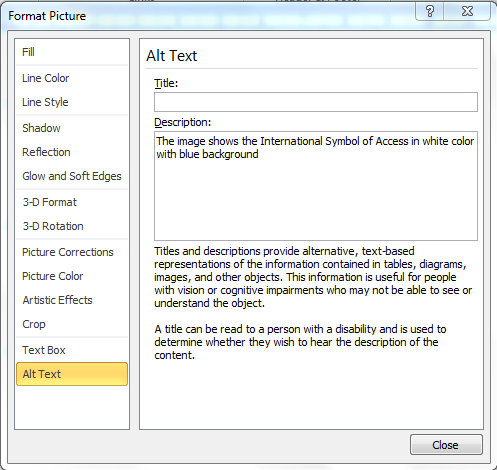 Format Picture
Fill
Line Color
Line Style
Shadow
Reflection
Glow and Soft Edges
3-D Format
3-D Rotation
Picture Corrections
Picture Color
Artistic Effects
Crop
Text Box
Alt Text
Alt Text
Title:
Description:
The image shows the International Symbol of Access in white color
with blue background
Titles and descriptions provide alternative, text-based
representations of the information contained in tables, diagrams,
images, and other objects. This information is useful for people
with vision or cognitive impairments who may not be able to see or
understand the object.
A title can be read to a person with a disability and is used to
determine whether they wish to hear the description of the
content.
Close